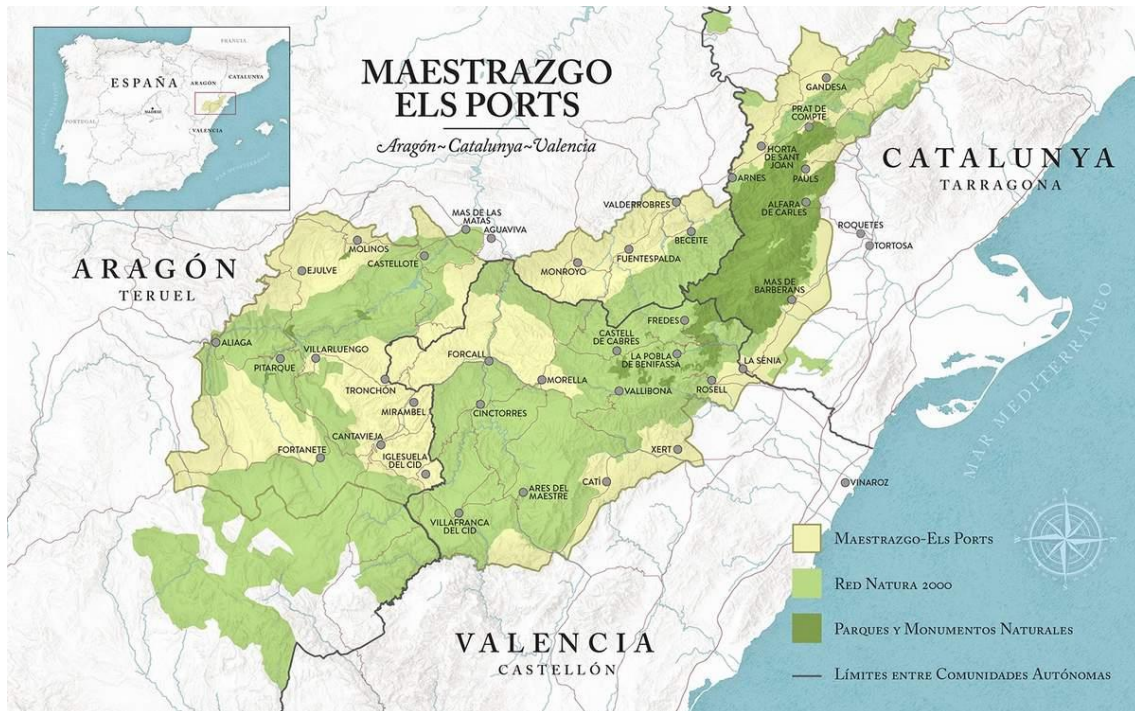 FRANCIA
ESPAÑA
ARAGÓN
CATALUNYA
MADRID
PORTUGAL
VALENCIA
MAESTRAZGO
ELS PORTS
Aragón~Catalunya~Valencia
GANDESA
PRAT DE
COMPTE
HORTA
DE SANT
JOAN
ARNES
PAULS
CATALUNYA
TARRAGONA
VALDERROBRES
ALFARA
DE CARLES
MAS DE LAS
MATAS
AGUAVIVA
ROQUETES
TORTOSA
BECEITE
MOLINOS
CASTELLOTE
FUENTESPALDA
ARAGÓN
TERUEL
EJULVE
MONROYO
MAS DE
BARBERANS
FREDES
CASTELL
DE CABRES
ALIAGA
VILLARLUENGO
PITARQUE
FORCALL
LA POBLA
DE BENIFASSA
LA SÉNIA
TRONCHÓN
MORELLA
VALLIBONA
ROSELL
MIRAMBEL
CINCTORRES
CANTAVIEJA
FORTANETE
IGLESUELA
DEL CID
XERT
CATÍ
ARES DEL
MAESTRE
VILLAFRANCA
DEL CID
VINAROZ
MAR MEDITERRÁNEO
VALENCIA
CASTELLÓN
MAESTRAZGO-ELS PORTS
RED NATURA 2000
PARQUES Y MONUMENTOS NATURALES
LÍMITES ENTRE COMUNIDADES AUTÓNOMAS